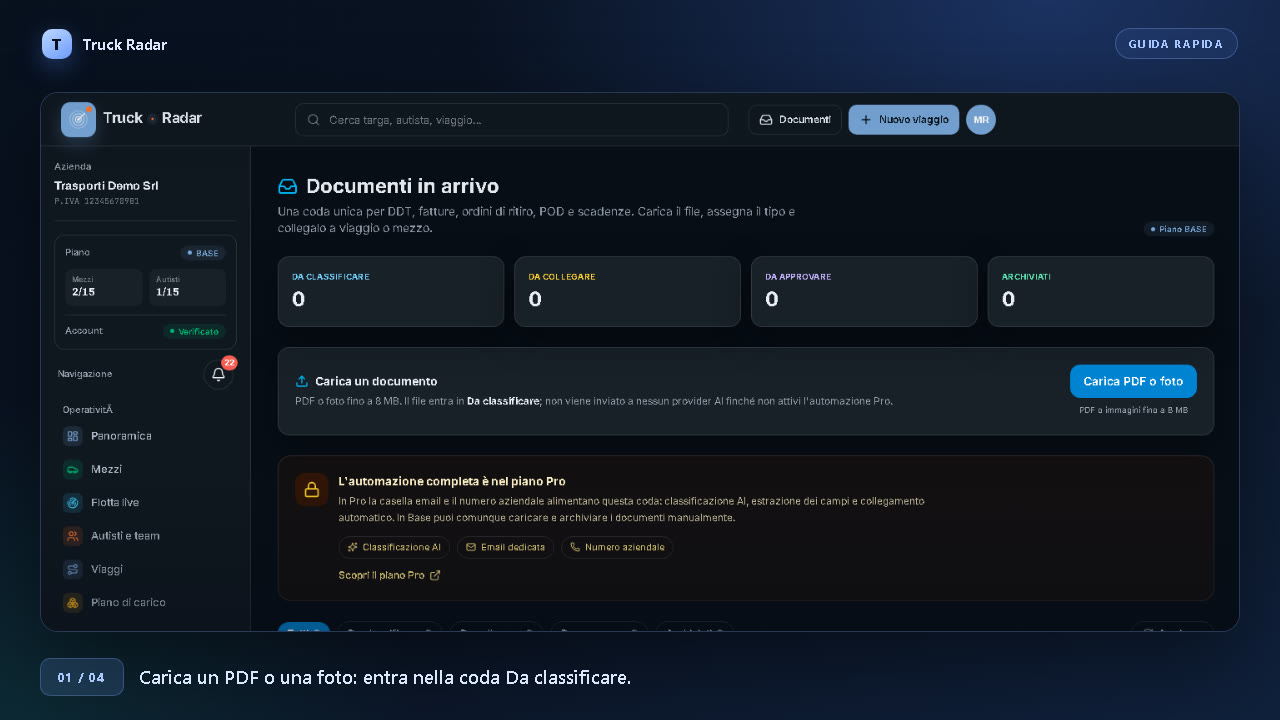 T
Truck Radar
GUIDA RAPIDA
Truck Radar
Cerca targa, autista, viaggio...
Documenti
Nuovo viaggio
MR
Azienda
Trasporti Demo Srl
P.IVA 12345678901
Piano
BASE
Mezzi
2/15
Autisti
1/15
Account
Verificato
Navigazione
22
OperativitÃ
Panoramica
Mezzi
Flotta live
Autisti e team
Viaggi
Piano di carico
Documenti in arrivo
Una coda unica per DDT, fatture, ordini di ritiro, POD e scadenze. Carica il file, assegna il tipo e
collegalo a viaggio o mezzo.
Piano BASE
DA CLASSIFICARE
0
DA COLLEGARE
0
DA APPROVARE
0
ARCHIVIATI
0
Carica un documento
PDF o foto fino a 8 MB. Il file entra in Da classificare; non viene inviato a nessun provider AI finché non attivi l'automazione Pro.
Carica PDF o foto
PDF o immagini fino a 8 MB
L'automazione completa è nel piano Pro
In Pro la casella email e il numero aziendale alimentano questa coda: classificazione AI, estrazione dei campi e collegamento
automatico. In Base puoi comunque caricare e archiviare i documenti manualmente.
Classificazione AI
Email dedicata
Numero aziendale
Scopri il piano Pro
01 / 04
Carica un PDF o una foto: entra nella coda Da classificare.